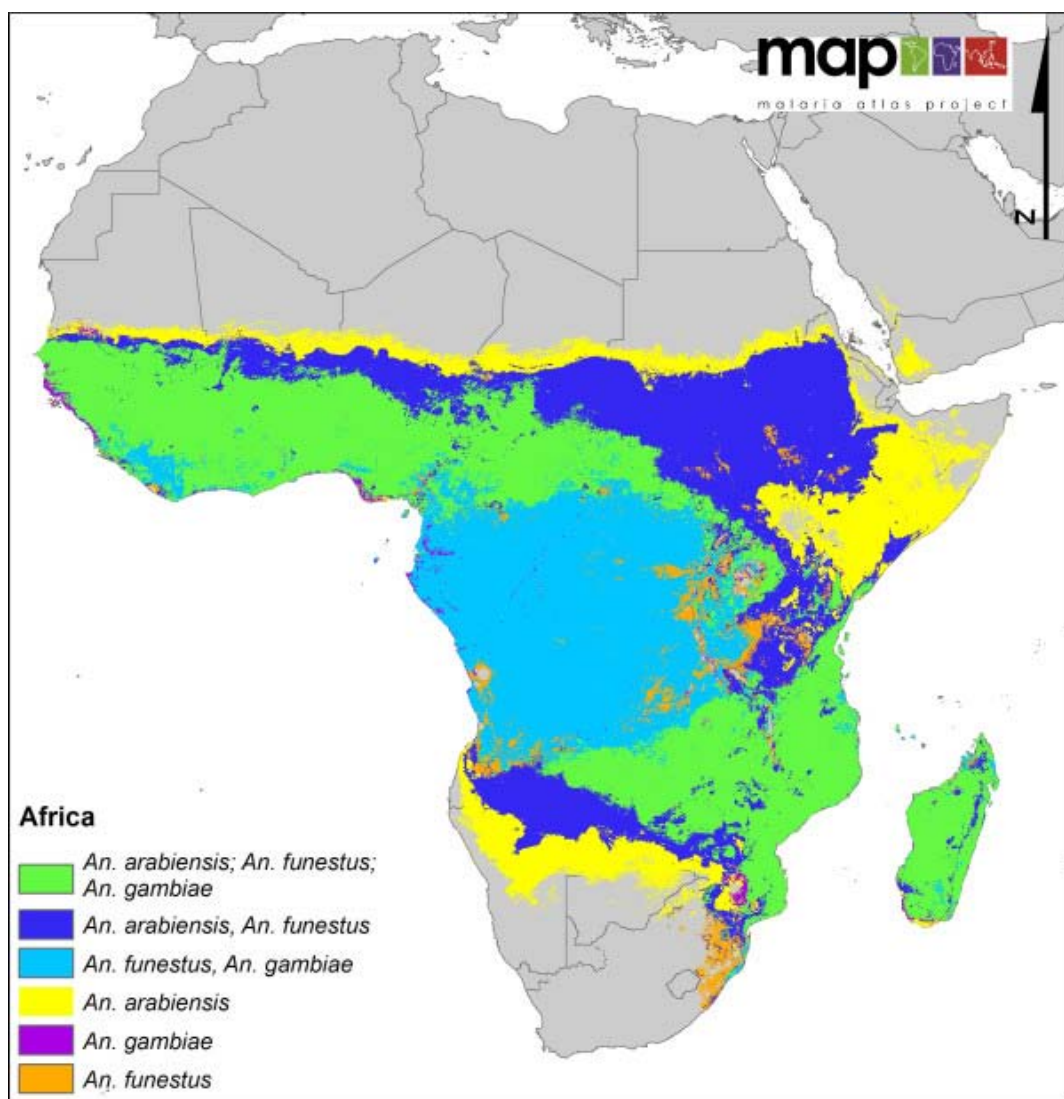 map
malaria atlas project
N
Africa
An. arabiensis; An. funestus;
An. gambiae
An. arabiensis, An. funestus
An. funestus, An. gambiae
An. arabiensis
An. gambiae
An. funestus